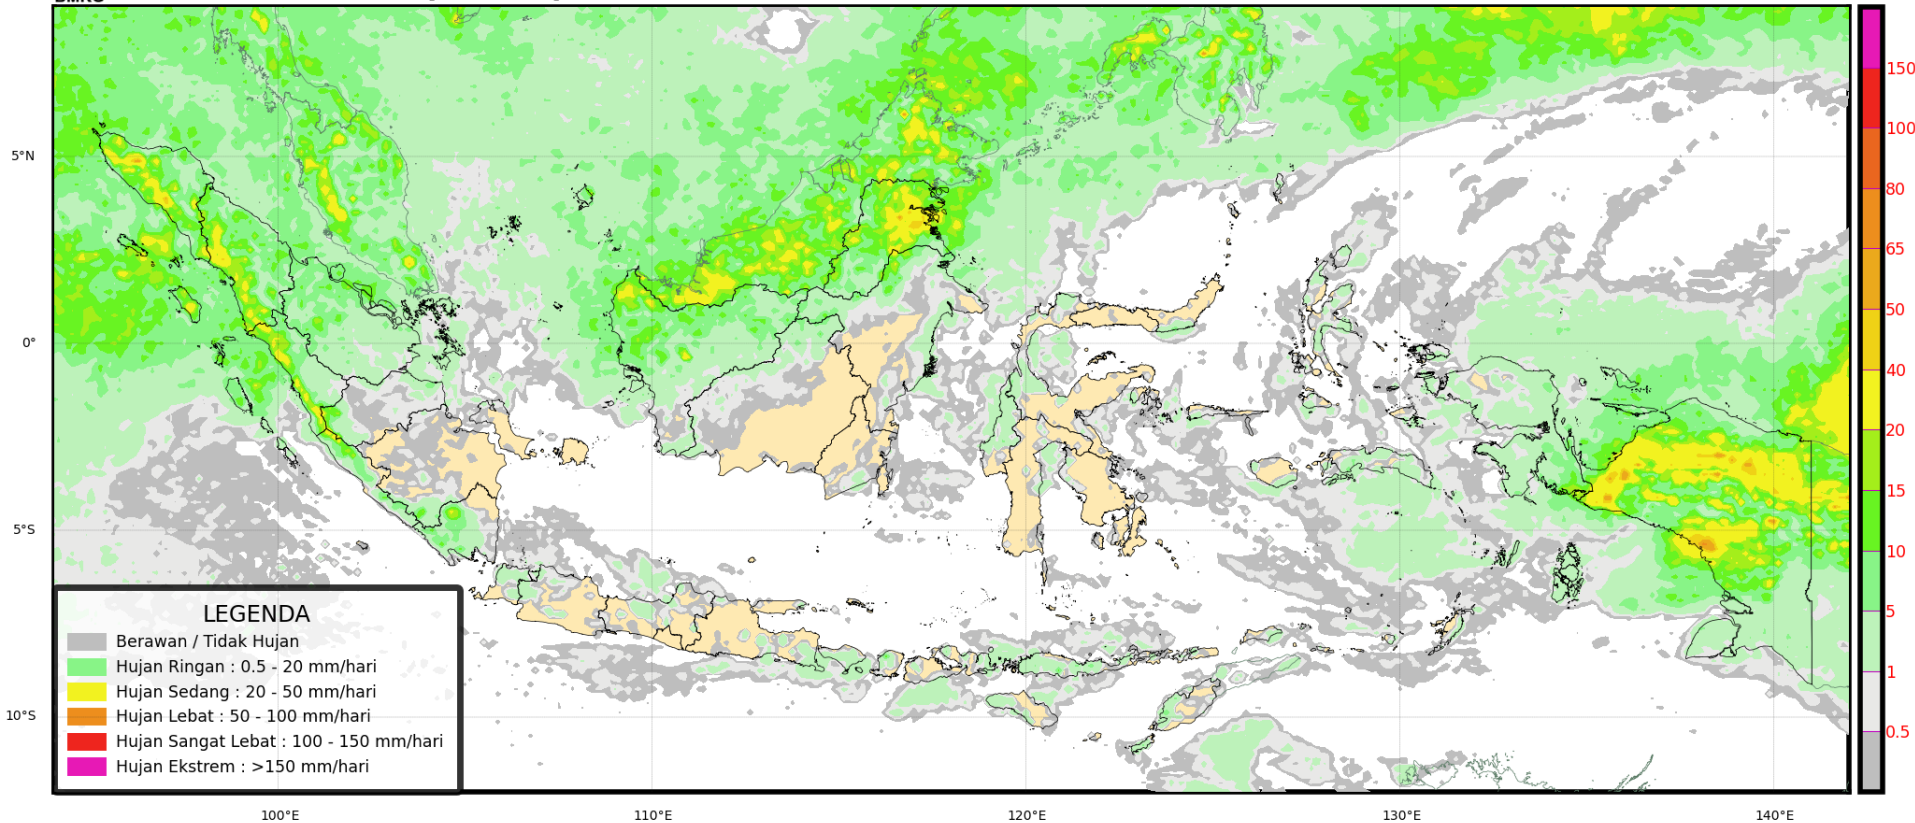 BMKG
150
100
80
65
50
40
20
15
10
5
1
0.5
5°N
0°
5°S
10°S
LEGENDA
Berawan / Tidak Hujan
Hujan Ringan : 0.5 - 20 mm/hari
Hujan Sedang : 20 - 50 mm/hari
Hujan Lebat : 50 - 100 mm/hari
Hujan Sangat Lebat : 100 - 150 mm/hari
Hujan Ekstrem : >150 mm/hari
100°E
110°E
120°E
130°E
140°E